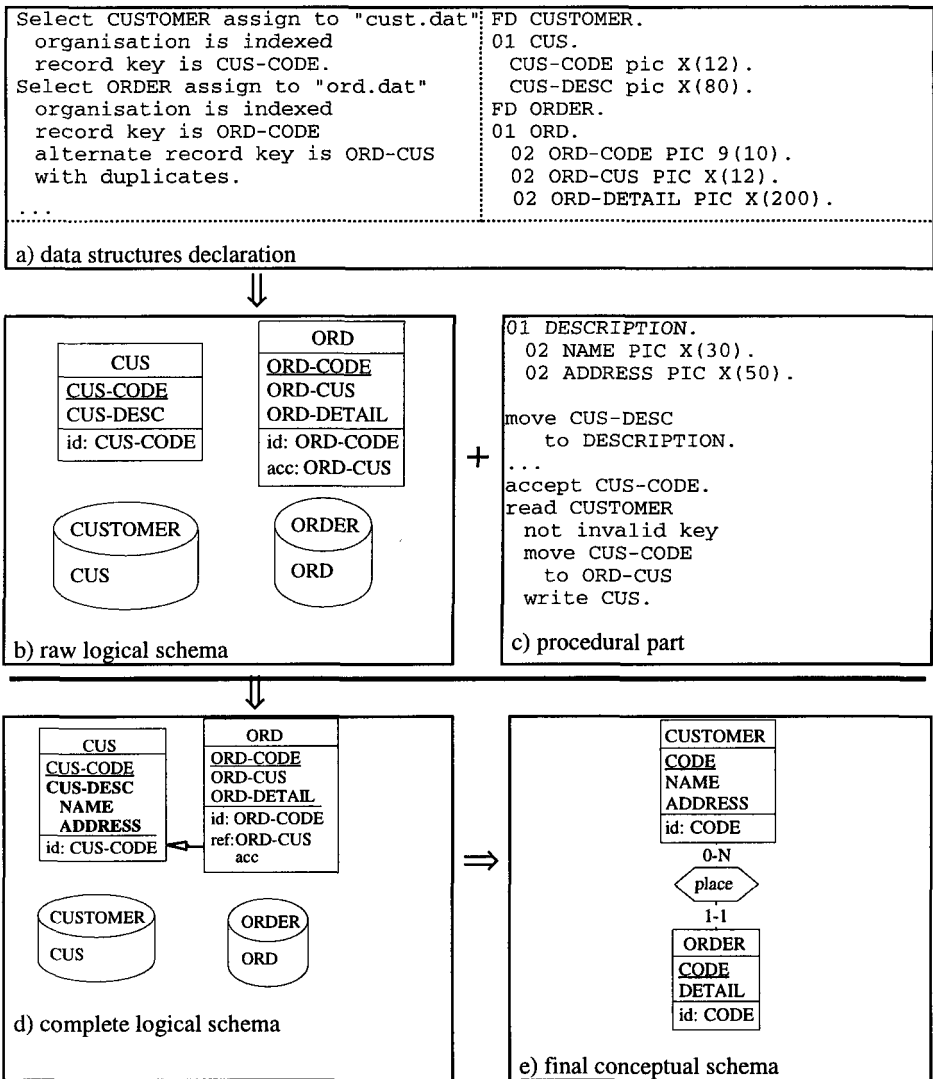 Select CUSTOMER assign to "cust.dat"
organisation is indexed
record key is CUS-CODE.
Select ORDER assign to "ord.dat"
organisation is indexed
record key is ORD-CODE
alternate record key is ORD-CUS
with duplicates.
...
FD CUSTOMER.
01 CUS.
CUS-CODE pic X(12).
CUS-DESC pic X(80).
FD ORDER.
01 ORD.
02 ORD-CODE PIC 9(10).
02 ORD-CUS PIC X(12).
02 ORD-DETAIL PIC X(200).
a) data structures declaration
CUS
CUS-CODE
CUS-DESC
id: CUS-CODE
ORD
ORD-CODE
ORD-CUS
ORD-DETAIL
id: ORD-CODE
acc: ORD-CUS
CUSTOMER
CUS
ORDER
ORD
b) raw logical schema
+
01 DESCRIPTION.
02 NAME PIC X(30).
02 ADDRESS PIC X(50).
move CUS-DESC
to DESCRIPTION.
...
accept CUS-CODE.
read CUSTOMER
not invalid key
move CUS-CODE
to ORD-CUS
write CUS.
c) procedural part
CUS
CUS-CODE
CUS-DESC
NAME
ADDRESS
id: CUS-CODE
ORD
ORD-CODE
ORD-CUS
ORD-DETAIL
id: ORD-CODE
ref:ORD-CUS
acc
CUSTOMER
CUS
ORDER
ORD
d) complete logical schema
CUSTOMER
CODE
NAME
ADDRESS
id: CODE
0-N
place
1-1
ORDER
CODE
DETAIL
id: CODE
e) final conceptual schema